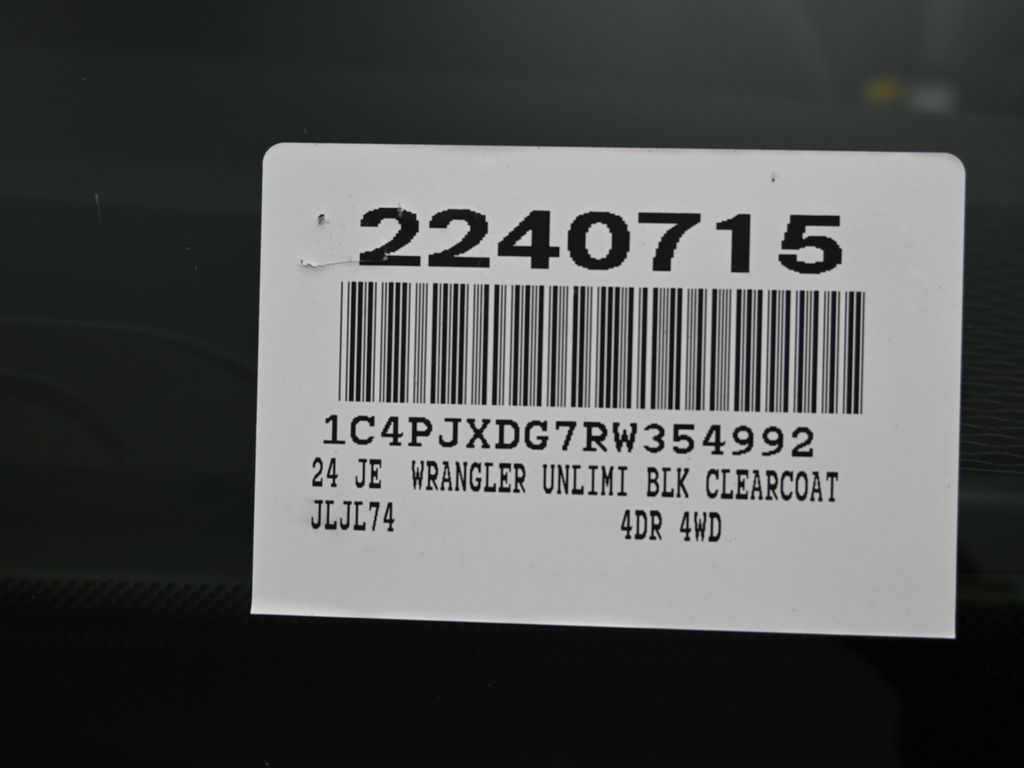 2240715
1C4PJXDG7RW354992
24 JE WRANGLER UNLIMI BLK CLEARCOAT
JLJL74 4DR 4WD